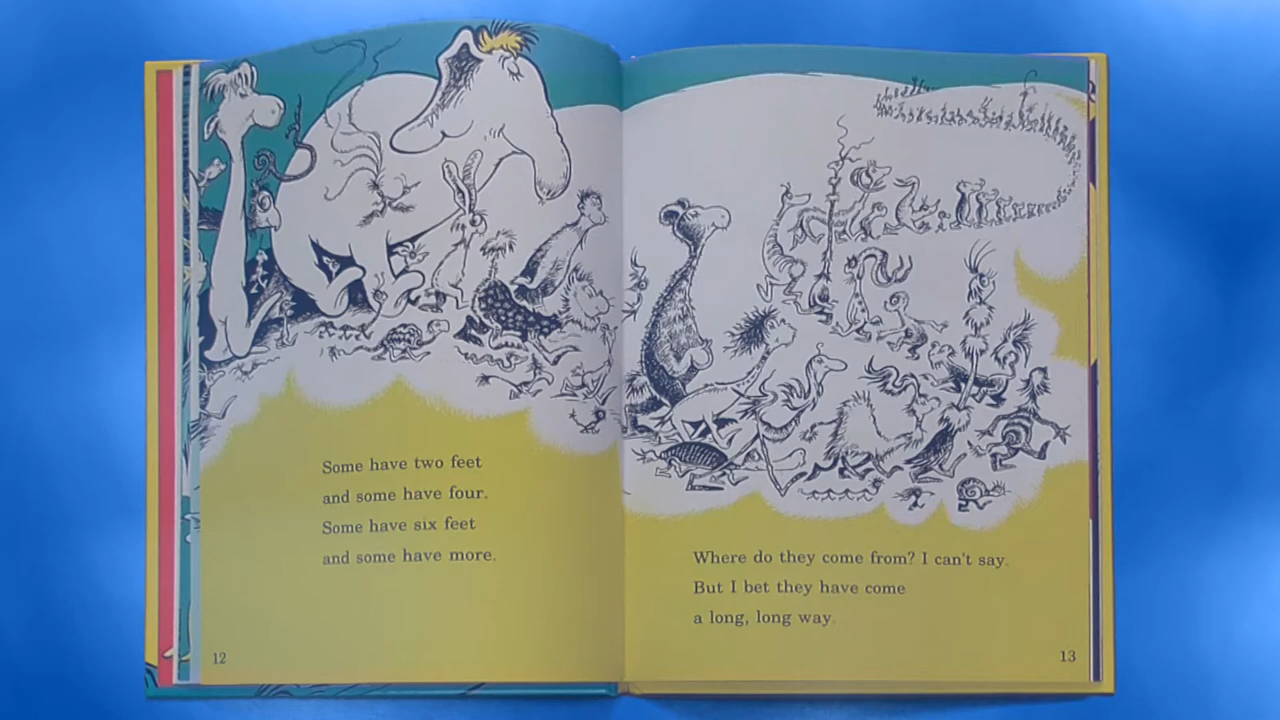 Some have two feet
and some have four.
Some have six feet
and some have more.
12
Where do they come from? I can't say.
But I bet they have come
a long, long way.
13